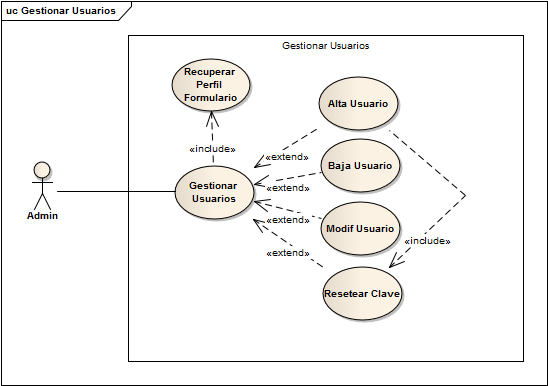 uc Gestionar Usuarios
Gestionar Usuarios
Recuperar
Perfil
Formulario
Alta Usuario
«include»
«extend»
Baja Usuario
Gestionar
Usuarios
«extend»
Admin
«extend»
Modif Usuario
«include»
«extend»
Resetear Clave